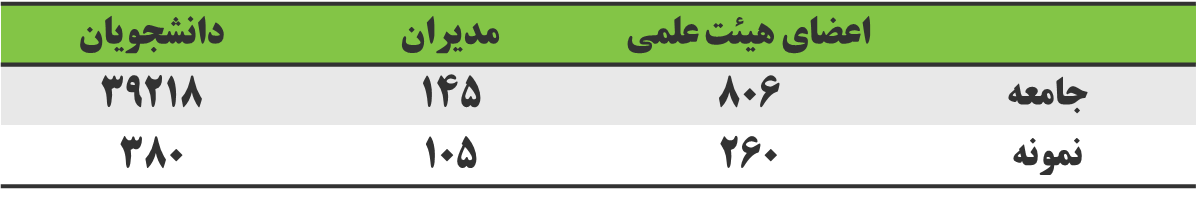 اعضای هیئت علمی مدیران دانشجویان
جامعه ۸۰۶ ۱۴۵ ۳۹۲۱۸
نمونه ۲۶۰ ۱۰۵ ۳۸۰